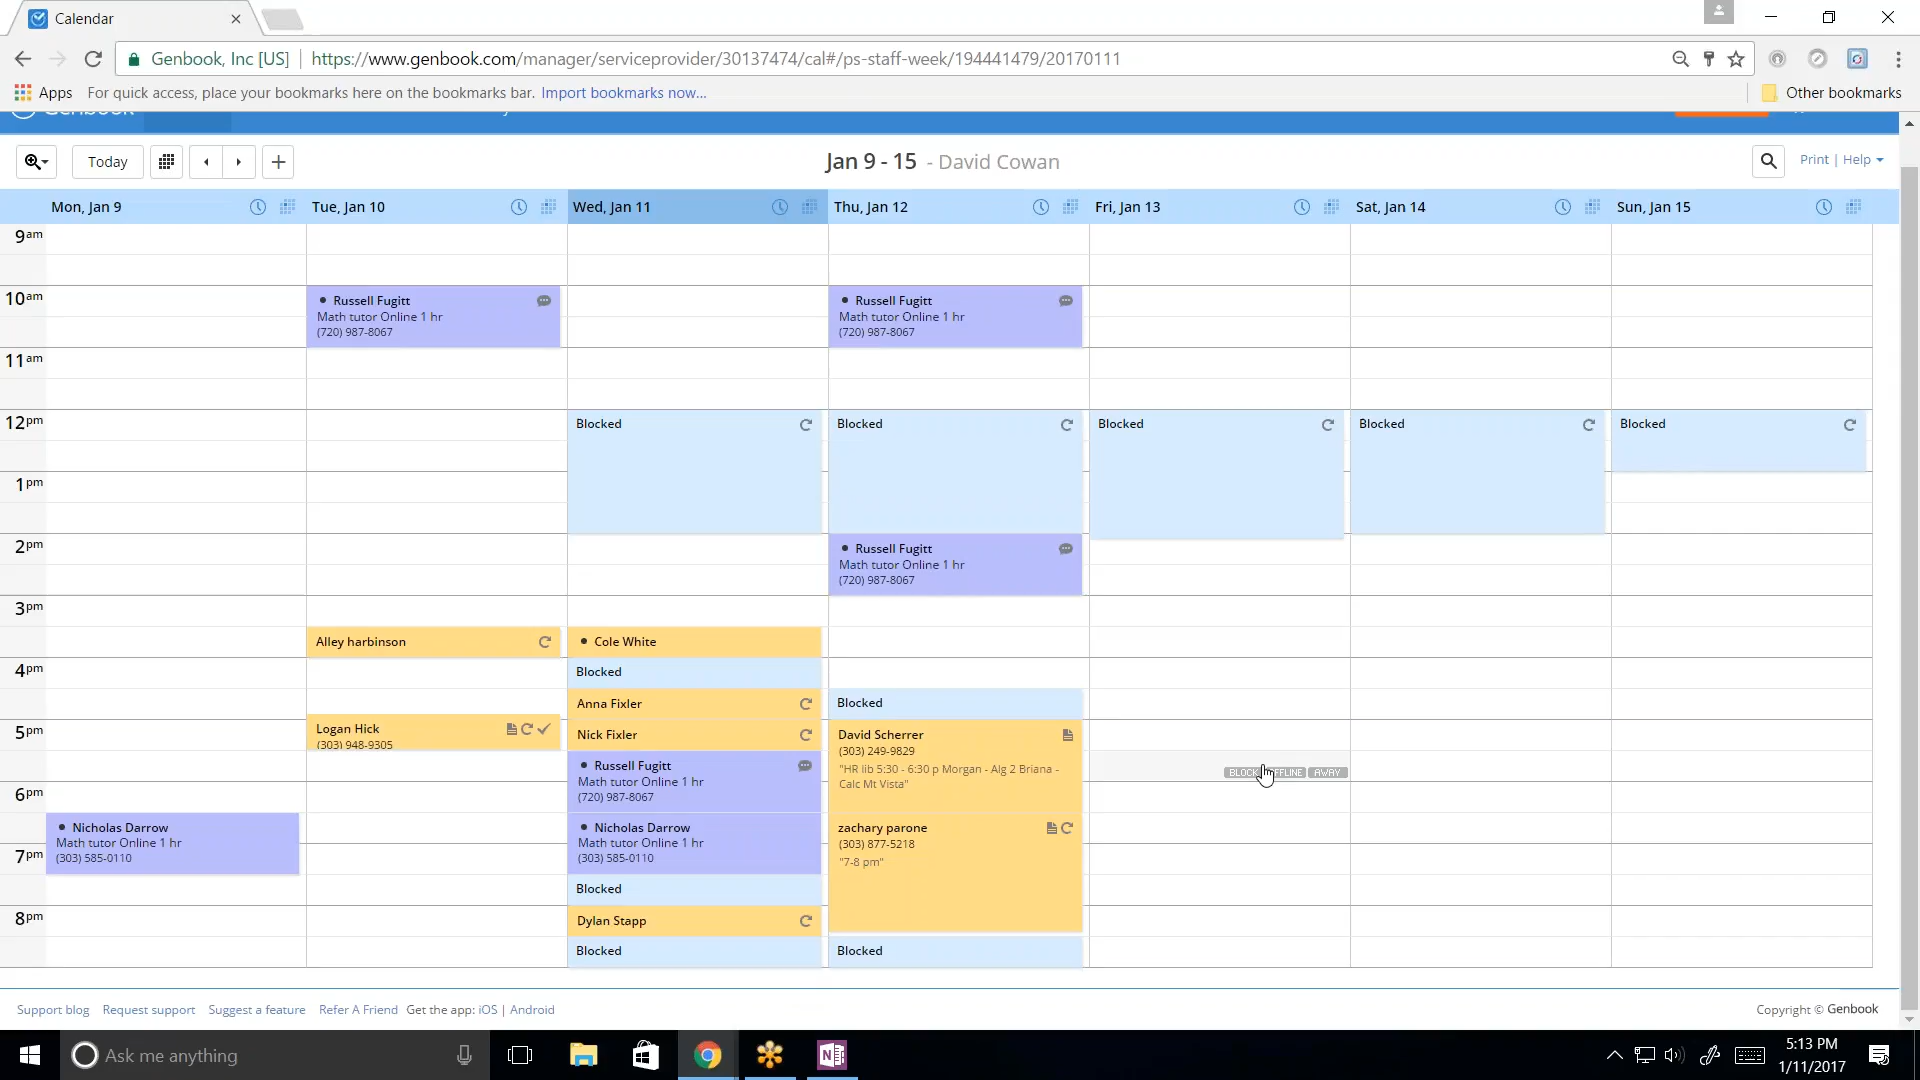 Calendar
Genbook, Inc [US]
https://www.genbook.com/manager/serviceprovider/30137474/cal#/ps-staff-week/194441479/20170111
Apps
For quick access, place your bookmarks here on the bookmarks bar. Import bookmarks now...
Other bookmarks
Today
Jan 9 - 15 - David Cowan
Print | Help
Mon, Jan 9
Tue, Jan 10
Wed, Jan 11
Thu, Jan 12
Fri, Jan 13
Sat, Jan 14
Sun, Jan 15
9am
10am
Russell Fugitt
Math tutor Online 1 hr
(720) 987-8067
Russell Fugitt
Math tutor Online 1 hr
(720) 987-8067
11am
12pm
Blocked
Blocked
Blocked
Blocked
Blocked
1pm
2pm
Russell Fugitt
Math tutor Online 1 hr
(720) 987-8067
3pm
Alley harbinson
Cole White
4pm
Blocked
Anna Fixler
Blocked
5pm
Logan Hick
(303) 948-9305
Nick Fixler
David Scherrer
(303) 249-9829
"HR lib 5:30 - 6:30 p Morgan - Alg 2 Briana -
Calc Mt Vista"
Russell Fugitt
Math tutor Online 1 hr
(720) 987-8067
BLOCK
AWAY
6pm
Nicholas Darrow
Math tutor Online 1 hr
(303) 585-0110
Nicholas Darrow
Math tutor Online 1 hr
(303) 585-0110
zachary parone
(303) 877-5218
"7-8 pm"
7pm
Blocked
8pm
Dylan Stapp
Blocked
Blocked
Support blog
Request support
Suggest a feature
Refer A Friend
Get the app: iOS | Android
Copyright © Genbook
Ask me anything
5:13 PM
1/11/2017